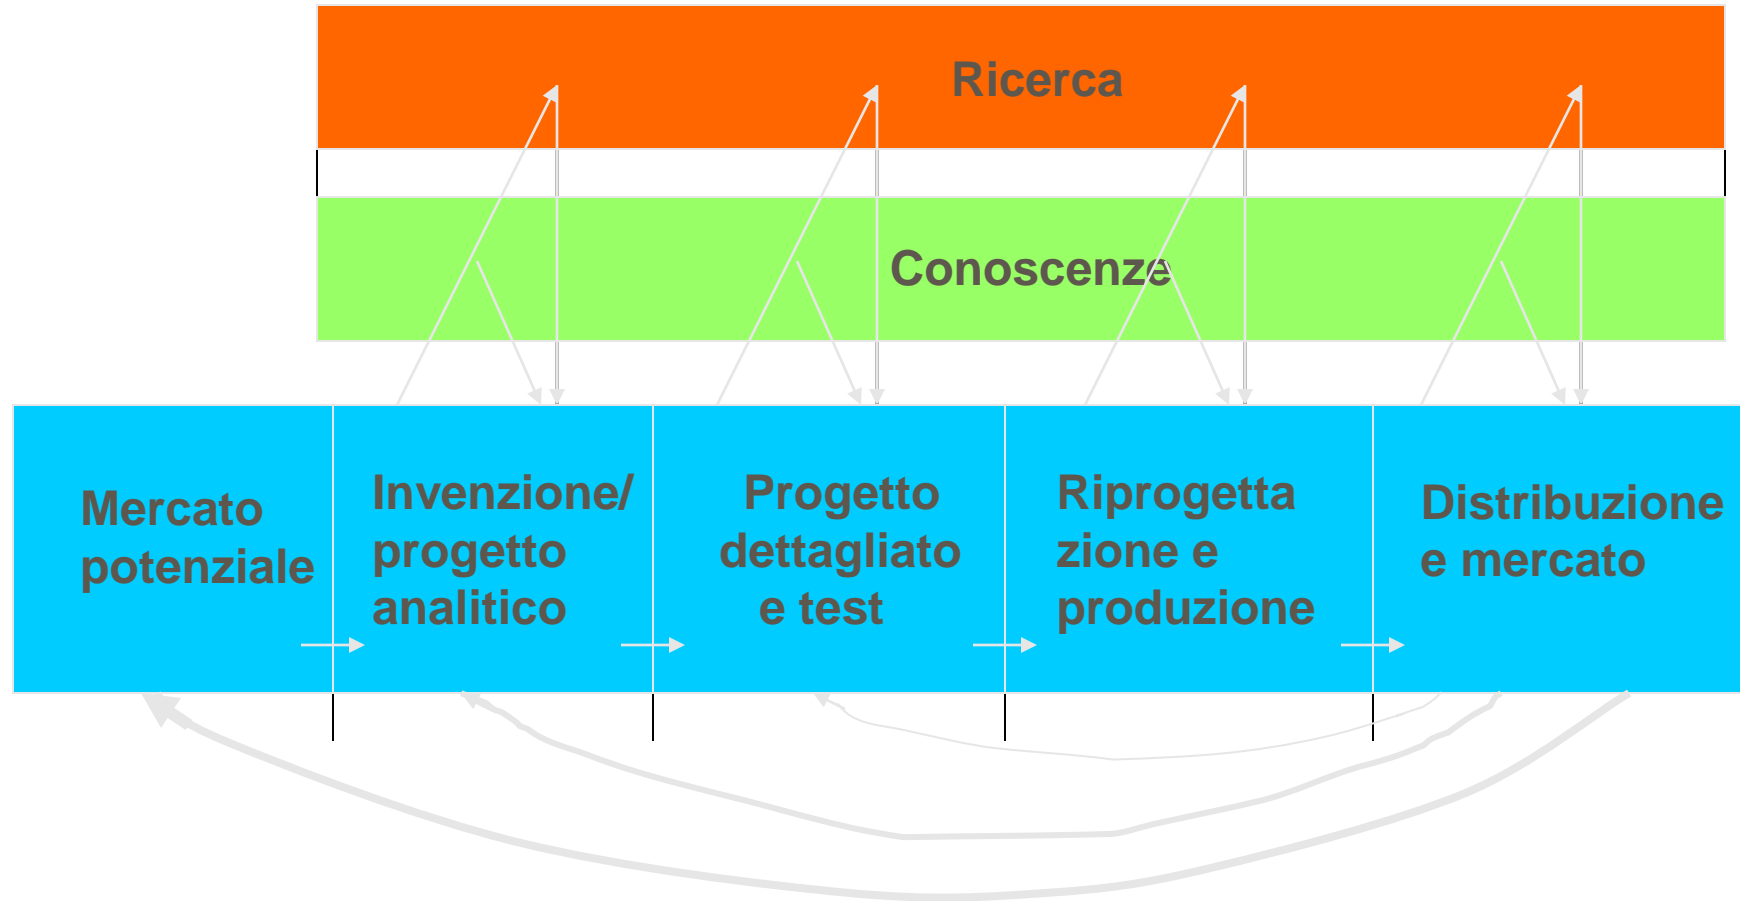 Ricerca
Conoscenze
Mercato
potenziale
Invenzione/
progetto
analitico
Progetto
dettagliato
e test
Riprogetta
zione e
produzione
Distribuzione
e mercato